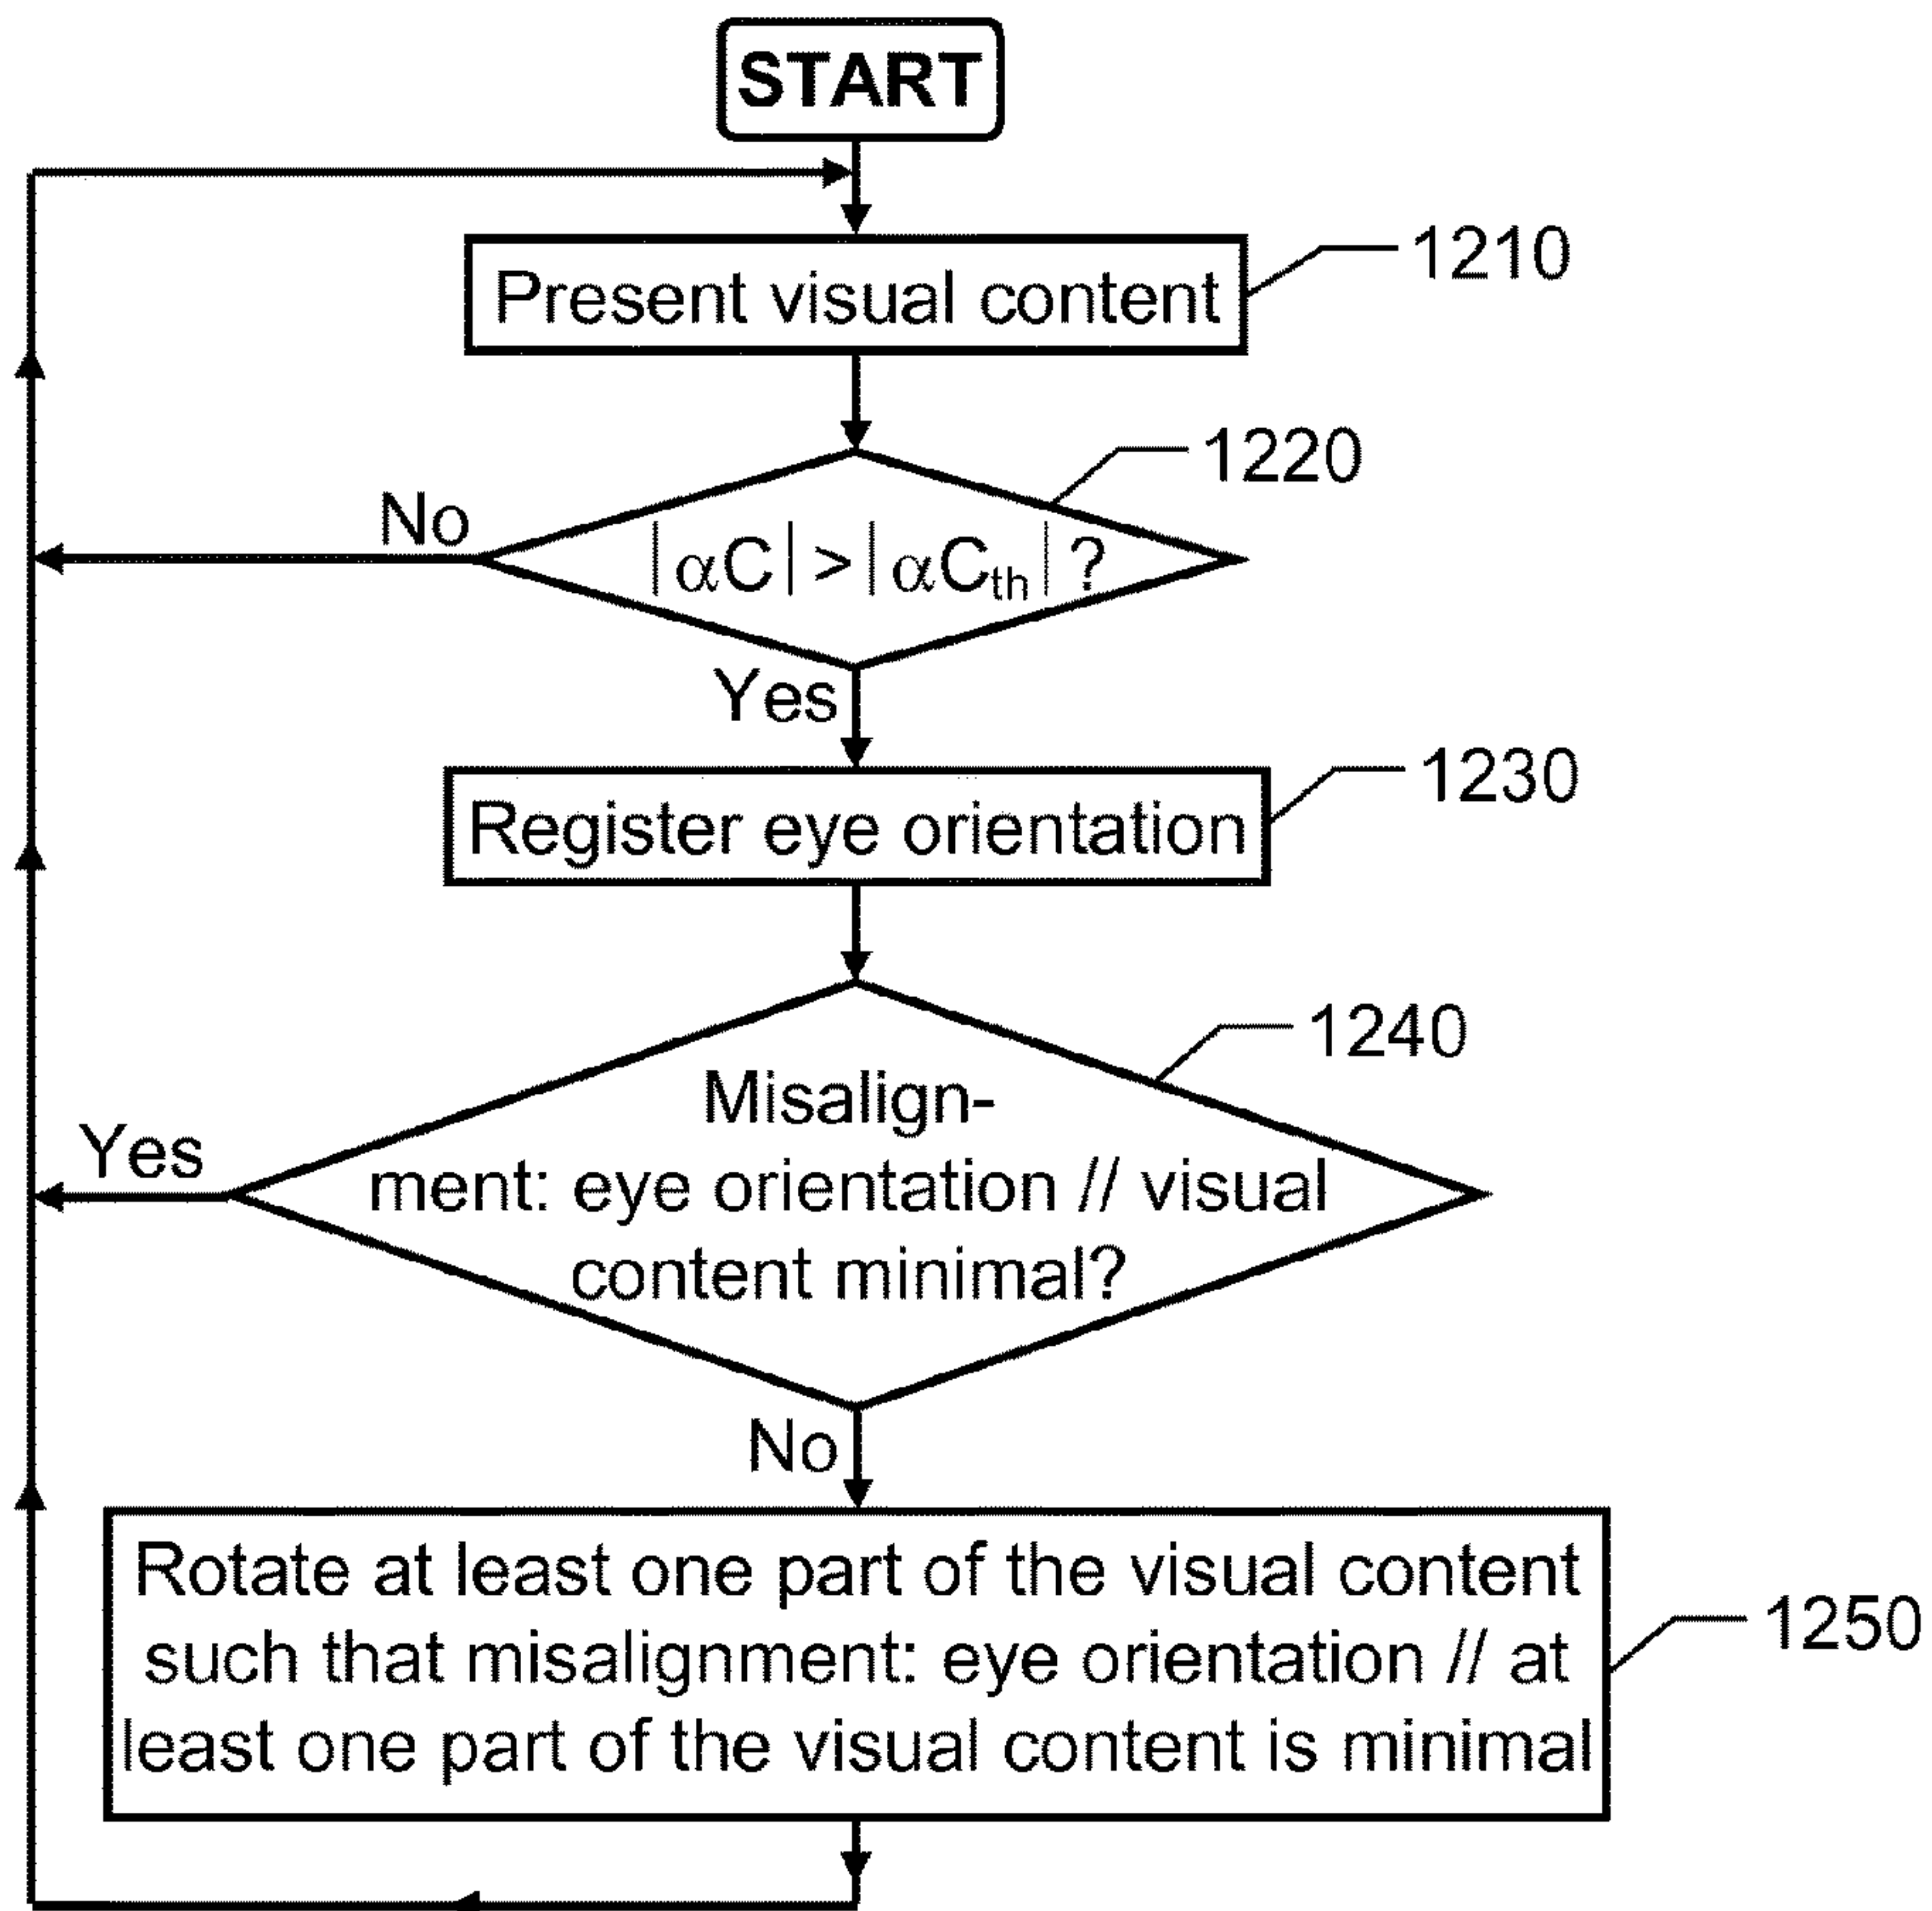 START
Present visual content
1210
1220
No
|αC| > |αCth| ?
Yes
1230
Register eye orientation
1240
Misalign-
Yes
ment: eye orientation // visual
content minimal?
No
Rotate at least one part of the visual content
such that misalignment: eye orientation // at
1250
least one part of the visual content is minimal